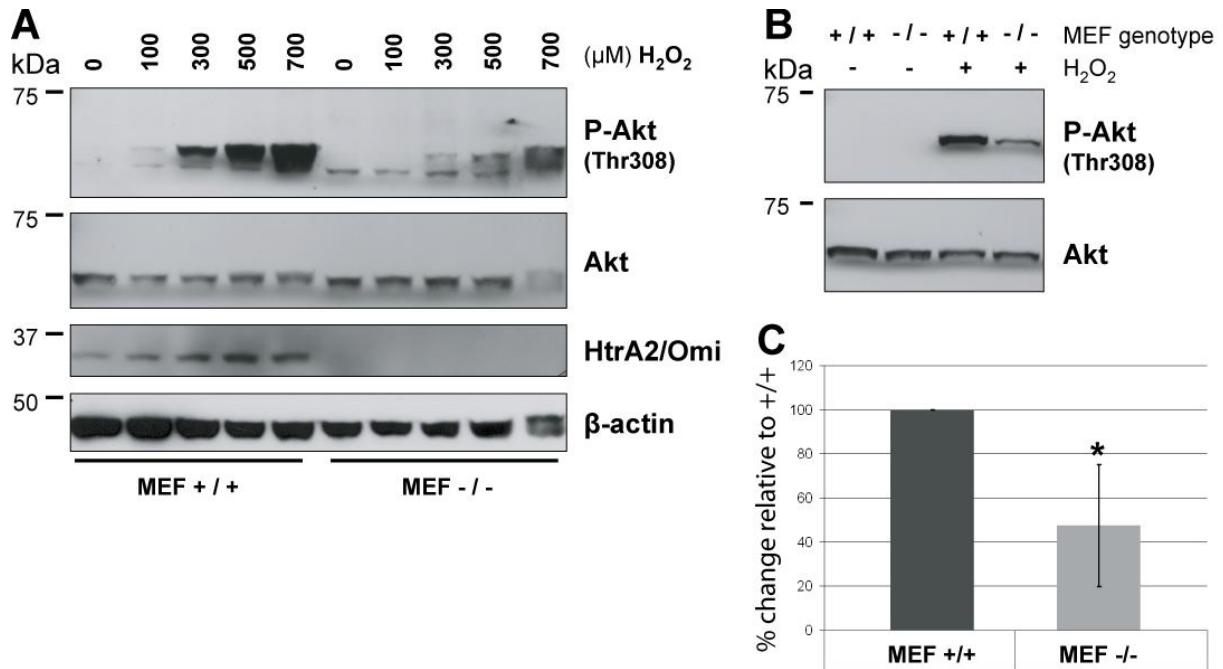 A
kDa
0 100 300 500 700 0 100 300 500 700 (µM) H₂O₂
75
P-Akt
(Thr308)
75
Akt
37
HtrA2/Omi
50
β-actin
MEF + / + MEF - / -
B
+ / + - / - + / + - / - MEF genotype
kDa - - + + H₂O₂
75
P-Akt
(Thr308)
75
Akt
C
% change relative to +/+
120
100
80
60
40
20
0
*
MEF +/+ MEF -/-